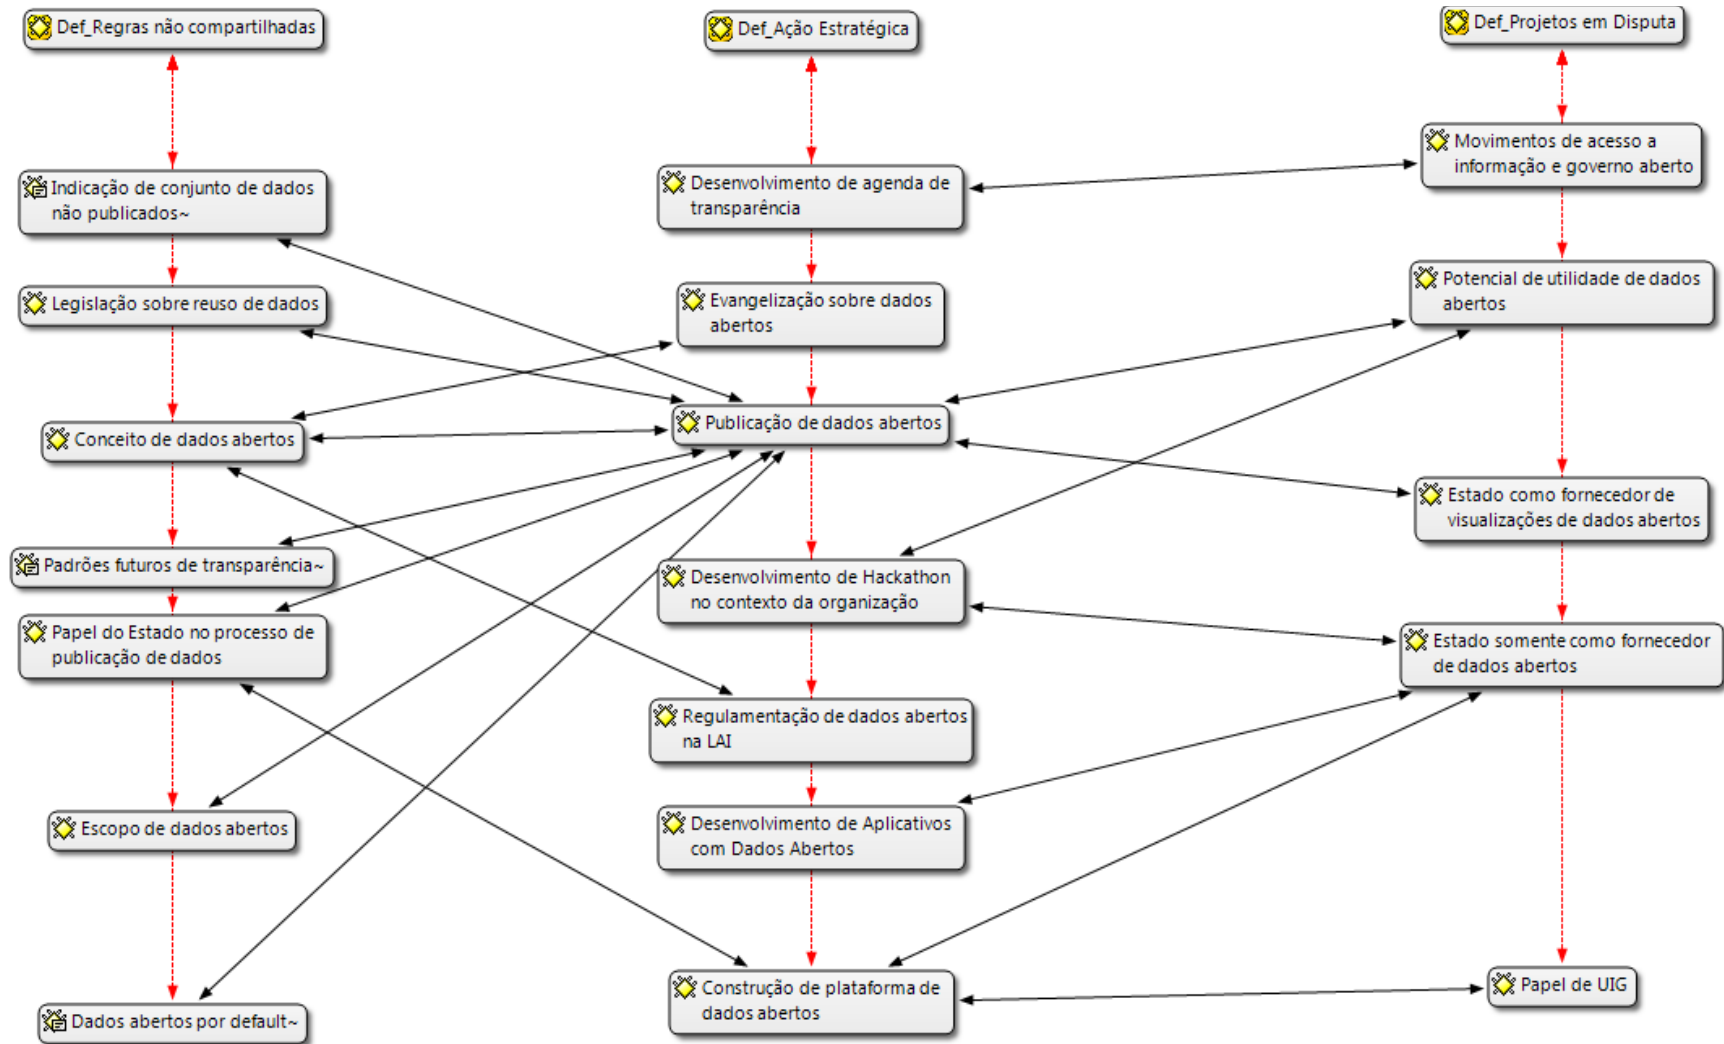 Def_Regras não compartilhadas
Indicação de conjunto de dados
não publicados~
Legislação sobre reuso de dados
Conceito de dados abertos
Padrões futuros de transparência~
Papel do Estado no processo de
publicação de dados
Escopo de dados abertos
Dados abertos por default~
Def_Ação Estratégica
Desenvolvimento de agenda de
transparência
Evangelização sobre dados
abertos
Publicação de dados abertos
Desenvolvimento de Hackathon
no contexto da organização
Regulamentação de dados abertos
na LAI
Desenvolvimento de Aplicativos
com Dados Abertos
Construção de plataforma de
dados abertos
Def_Projetos em Disputa
Movimentos de acesso a
informação e governo aberto
Potencial de utilidade de dados
abertos
Estado como fornecedor de
visualizações de dados abertos
Estado somente como fornecedor
de dados abertos
Papel de UIG